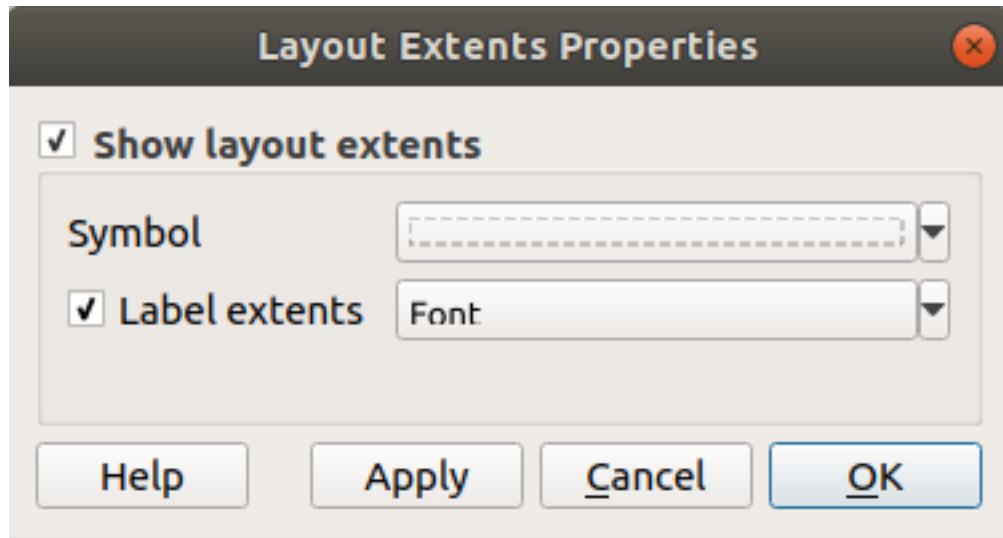 Layout Extents Properties
Show layout extents
Symbol
Label extents Font
Help Apply Cancel OK